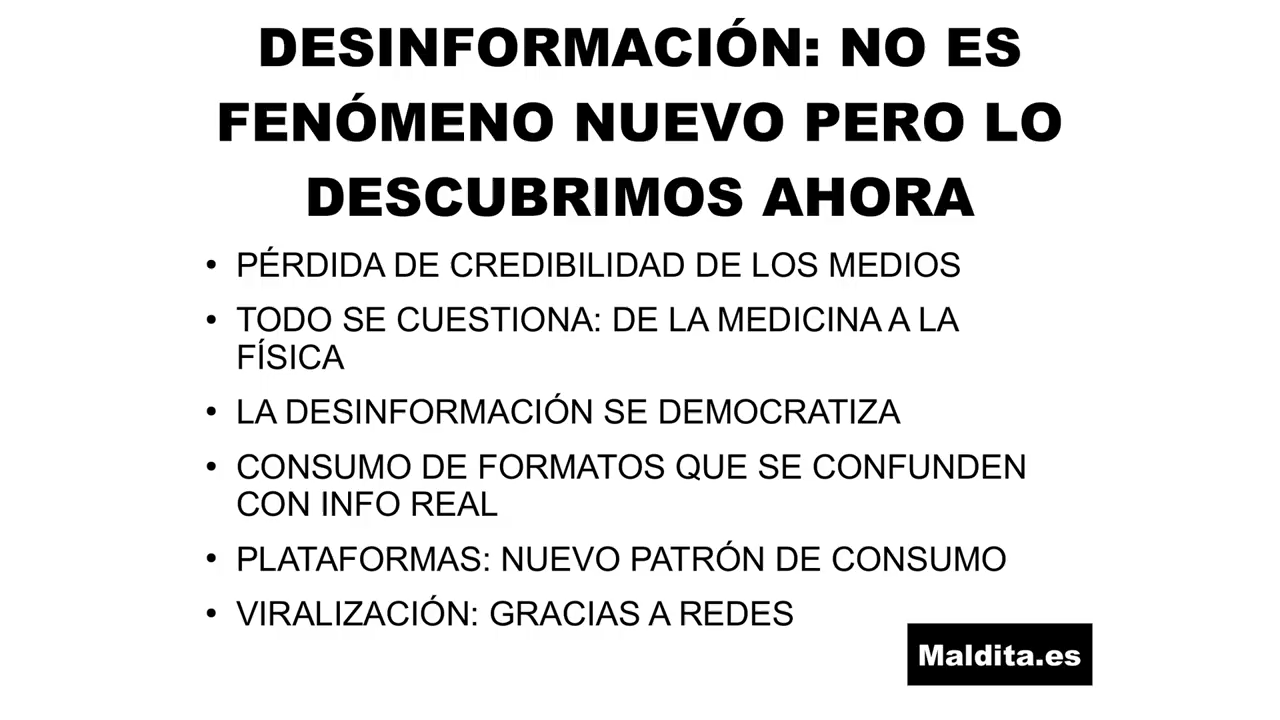 DESINFORMACIÓN: NO ES
FENÓMENO NUEVO PERO LO
DESCUBRIMOS AHORA
• PÉRDIDA DE CREDIBILIDAD DE LOS MEDIOS
• TODO SE CUESTIONA: DE LA MEDICINA A LA
FÍSICA
• LA DESINFORMACIÓN SE DEMOCRATIZA
• CONSUMO DE FORMATOS QUE SE CONFUNDEN
CON INFO REAL
• PLATAFORMAS: NUEVO PATRÓN DE CONSUMO
• VIRALIZACIÓN: GRACIAS A REDES
Maldita.es